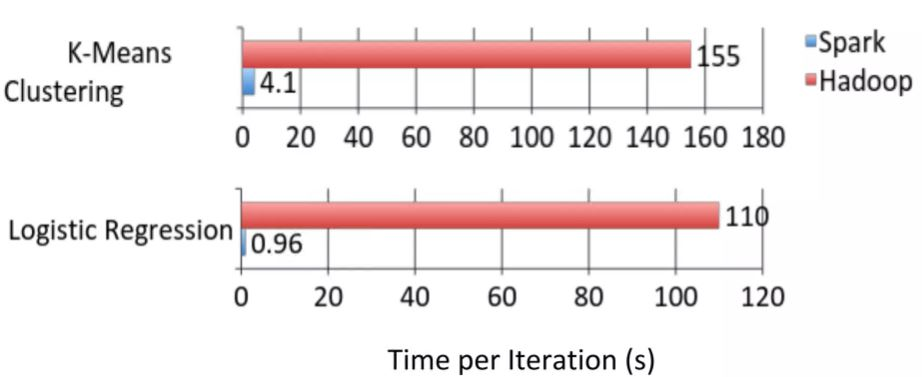 K-Means
Clustering
155
4.1
0 20 40 60 80 100 120 140 160 180
Spark
Hadoop
Logistic Regression
110
0.96
0 20 40 60 80 100 120
Time per Iteration (s)